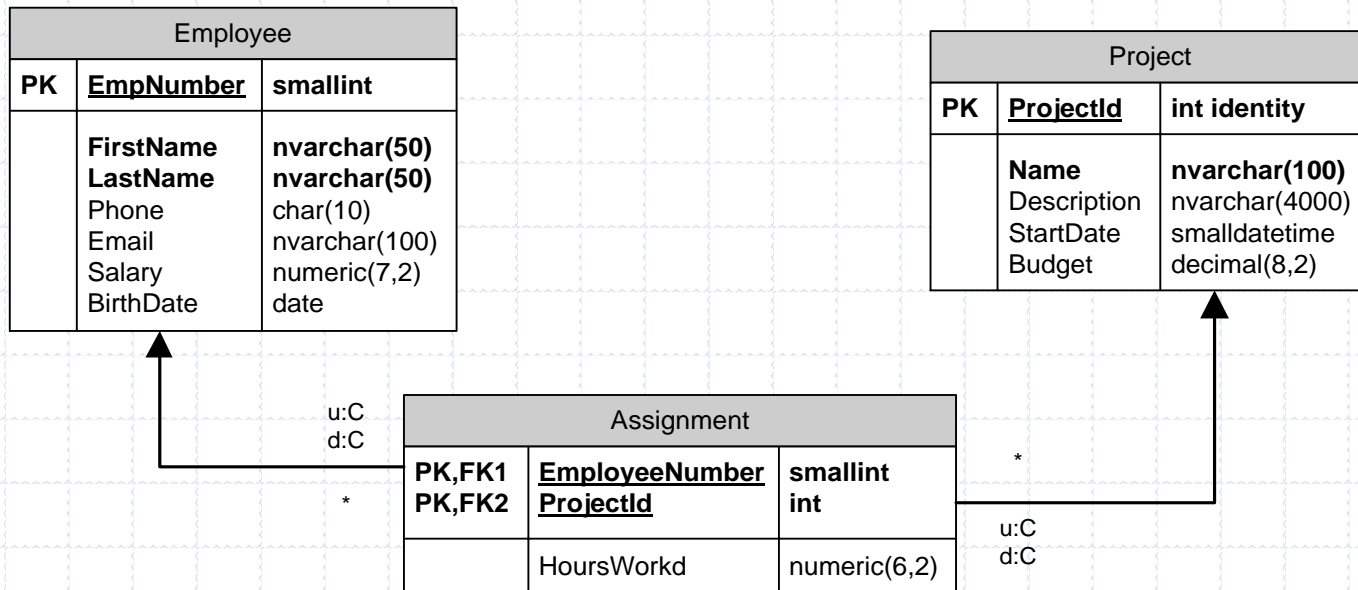 Employee
PK EmpNumber smallint
FirstName nvarchar(50)
LastName nvarchar(50)
Phone char(10)
Email nvarchar(100)
Salary numeric(7,2)
BirthDate date
Project
PK ProjectId int identity
Name nvarchar(100)
Description nvarchar(4000)
StartDate smalldatetime
Budget decimal(8,2)
u:C
d:C
*
Assignment
PK,FK1 EmployeeNumber smallint
PK,FK2 ProjectId int
HoursWorkd numeric(6,2)
*
u:C
d:C